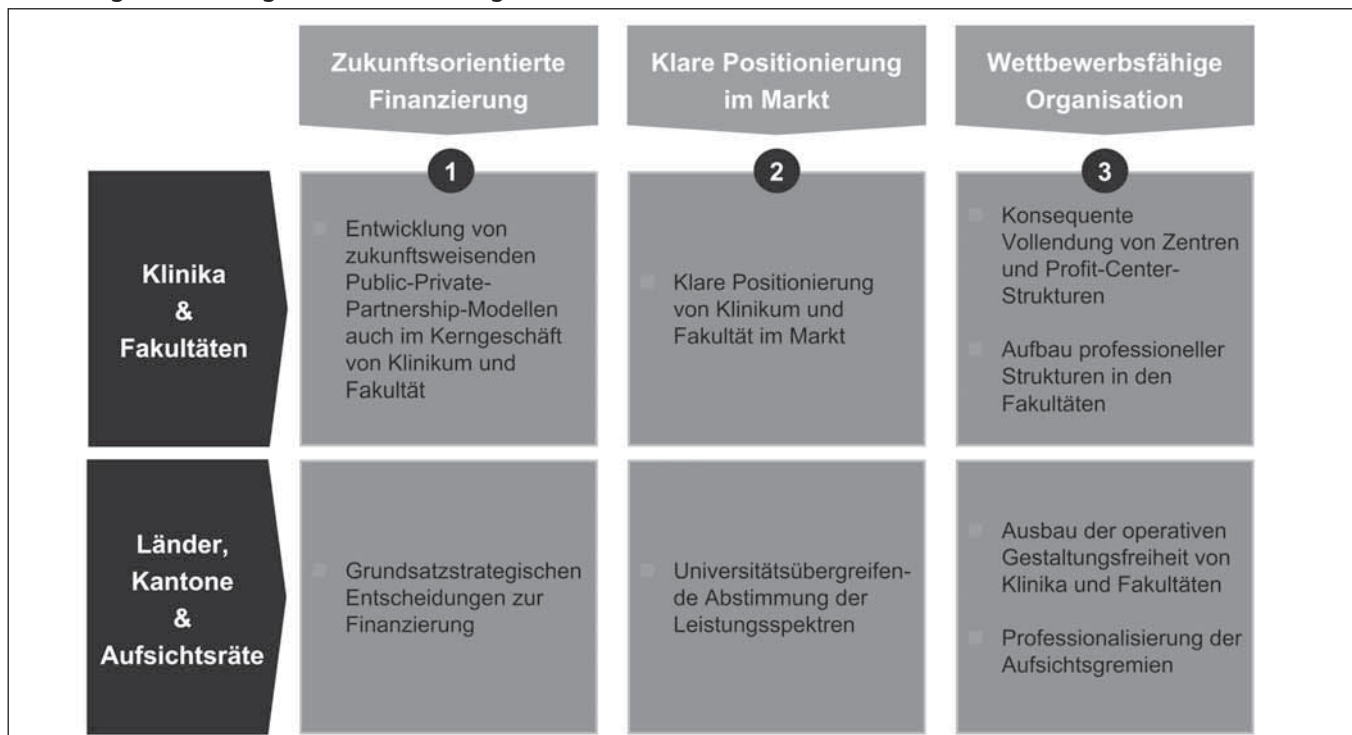 Zukunftsorientierte
Finanzierung
Klare Positionierung
im Markt
Wettbewerbsfähige
Organisation
1
2
3
Klinika
&
Fakultäten
Entwicklung von
zukunftsweisenden
Public-Private-
Partnership-Modellen
auch im Kerngeschäft
von Klinikum und
Fakultät
Klare Positionierung
von Klinikum und
Fakultät im Markt
Konsequente
Vollendung von Zentren
und Profit-Center-
Strukturen
Aufbau professioneller
Strukturen in den
Fakultäten
Länder,
Kantone
&
Aufsichtsräte
Grundsatzstrategischen
Entscheidungen zur
Finanzierung
Universitätsübergreifen-
de Abstimmung der
Leistungsspektren
Ausbau der operativen
Gestaltungsfreiheit von
Klinika und Fakultäten
Professionalisierung der
Aufsichtsgremien